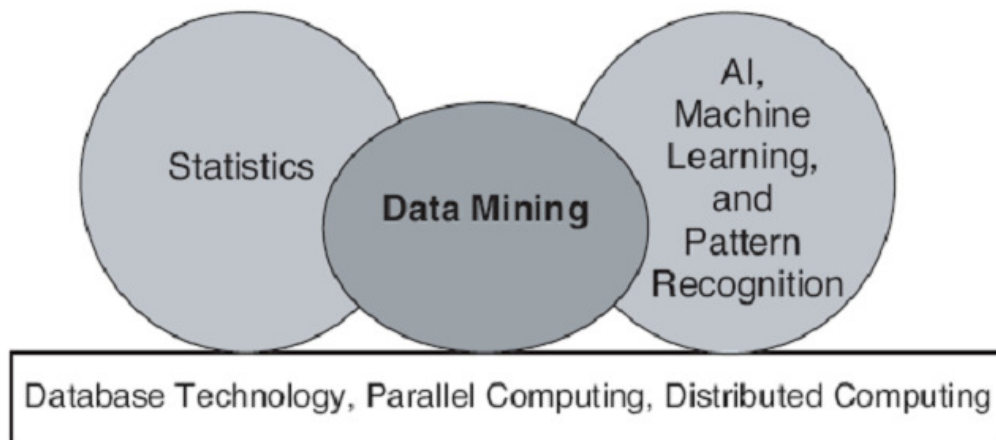 Statistics
Data Mining
AI,
Machine
Learning,
and
Pattern
Recognition
Database Technology, Parallel Computing, Distributed Computing